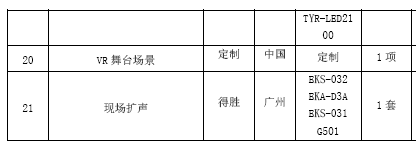 TYR-LED21
00
20 VR 舞台场景 定制 中国 定制 1 项
21 现场扩声 得胜 广州 BKS-032
BKA-D3A
BKS-031
G501 1 套